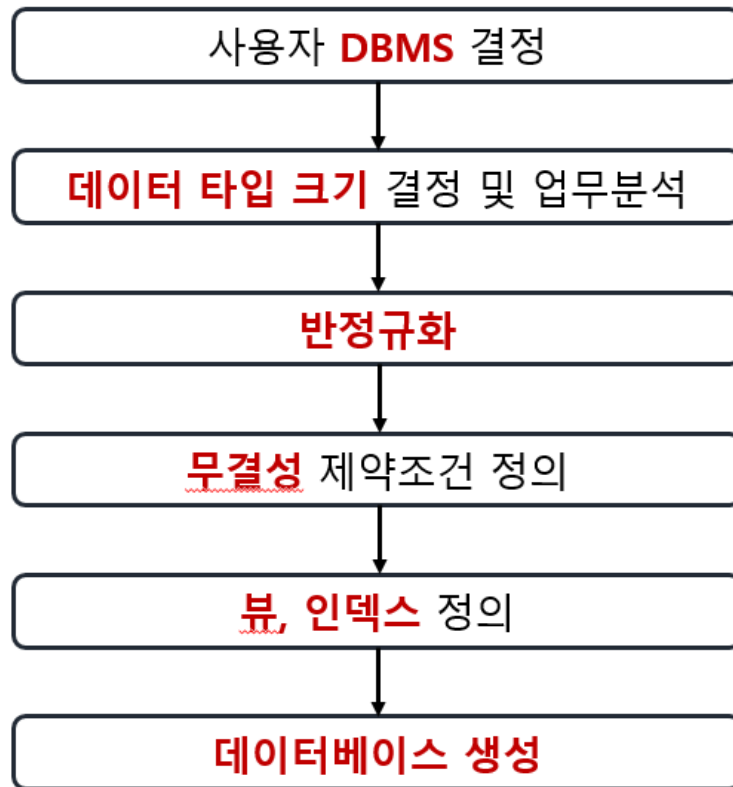 사용자 DBMS 결정
데이터 타입 크기 결정 및 업무분석
반정규화
무결성 제약조건 정의
뷰, 인덱스 정의
데이터베이스 생성